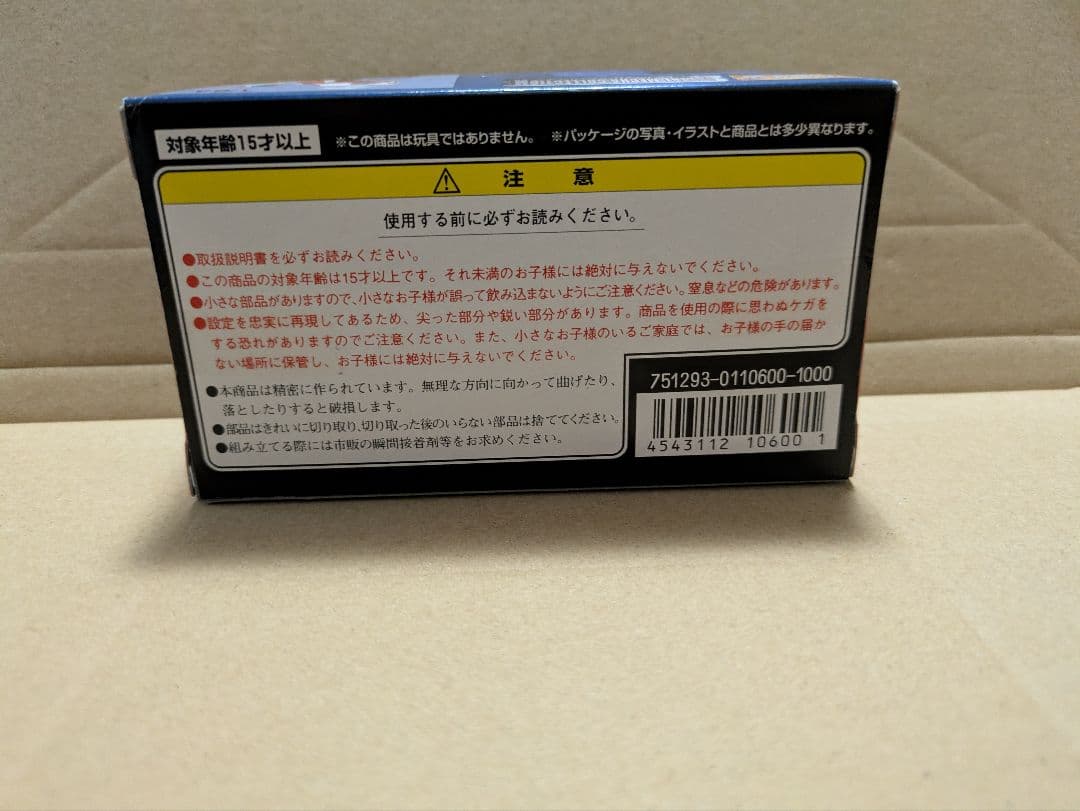 対象年齢15才以上 ※この商品は玩具ではありません。 ※パッケージの写真・イラストと商品とは多少異なります。
注 意
使用する前に必ずお読みください。
●取扱説明書を必ずお読みください。
●この商品の対象年齢は15才以上です。それ未満のお子様には絶対に与えないでください。
●小さな部品がありますので、小さなお子様が誤って飲み込まないようにご注意ください。窒息などの危険があります。
●設定を忠実に再現してあるため、尖った部分や鋭い部分があります。商品を使用の際に思わぬケガを
する恐れがありますのでご注意ください。また、小さなお子様のいるご家庭では、お子様の手の届か
ない場所に保管し、お子様には絶対に与えないでください。
●本商品は精密に作られています。無理な方向に向かって曲げたり、
落としたりすると破損します。
●部品はきれいに切り取り、切り取った後のいらない部品は捨ててください。
●組み立てる際には市販の瞬間接着剤等をお求めください。
751293-0110600-1000
4543112 10600 1